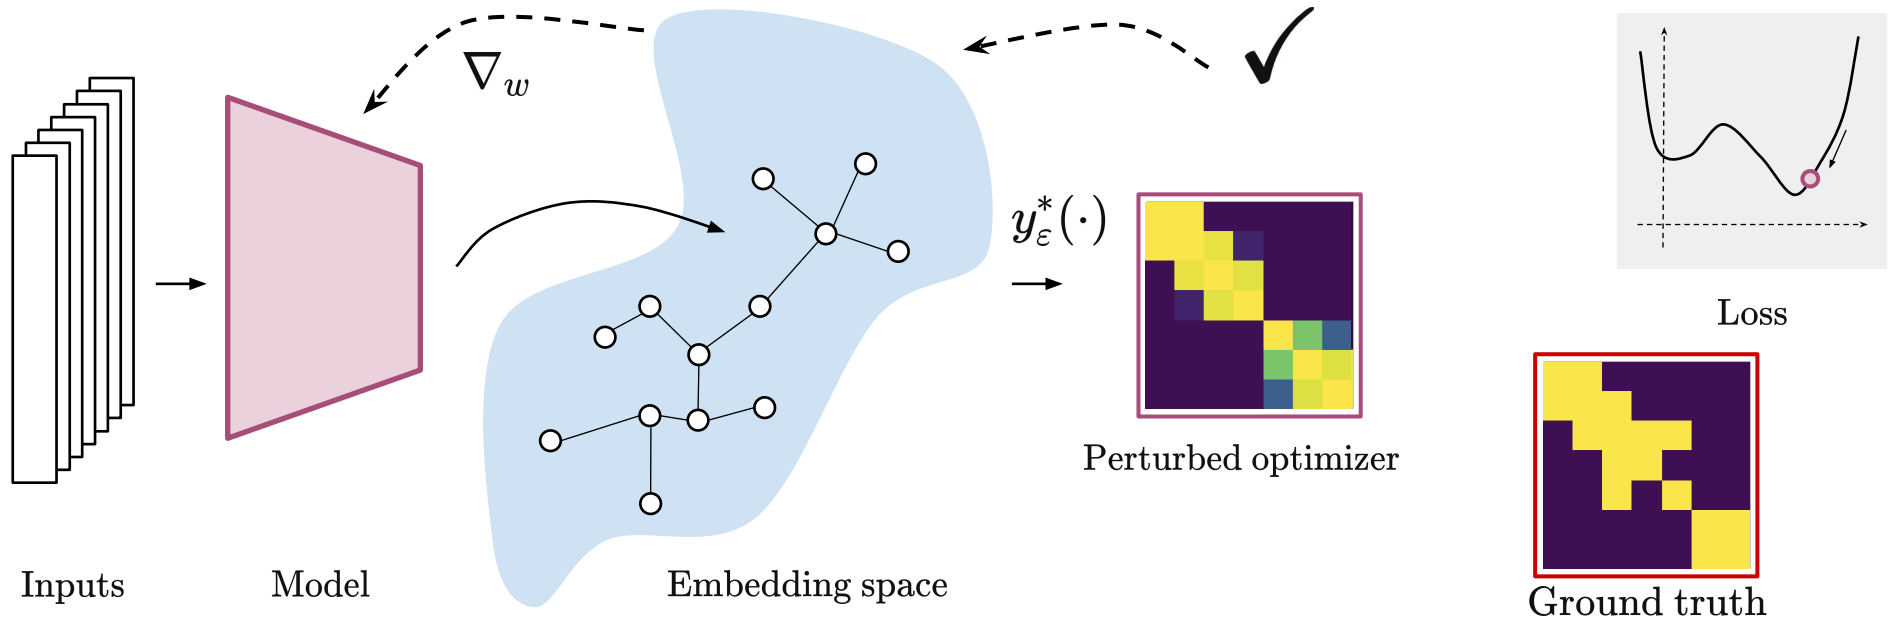 ∇w
y*ε(·)
Loss
Perturbed optimizer
Inputs
Model
Embedding space
Ground truth